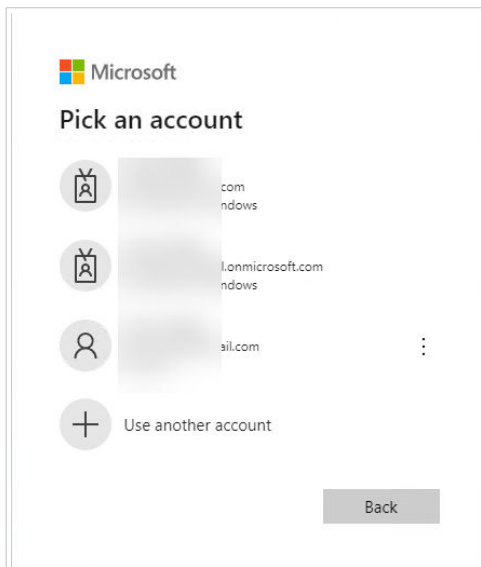 Microsoft
Pick an account
.com
ndows
l.onmicrosoft.com
ndows
ail.com
Use another account
Back